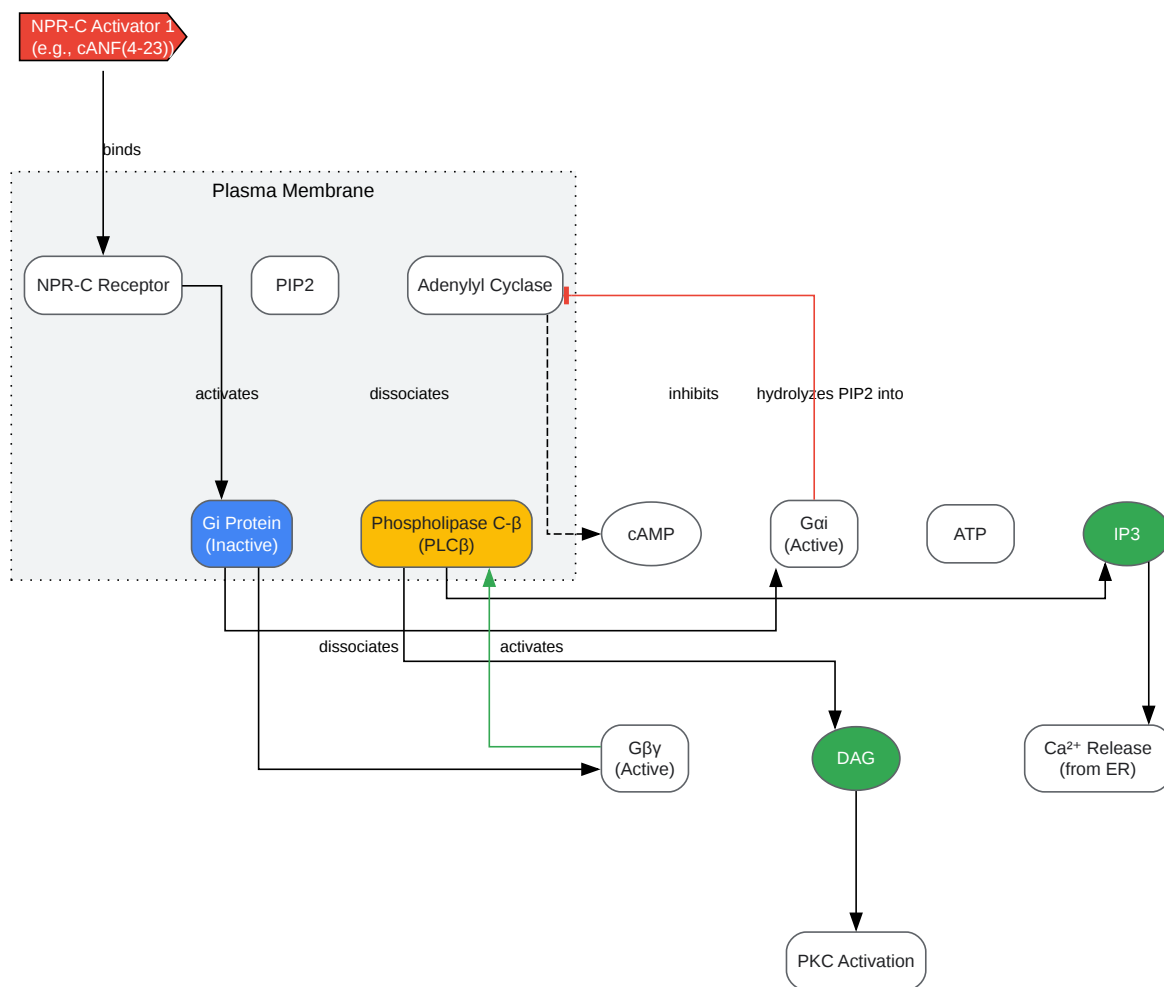 NPR-C Activator 1
(e.g., cANF(4-23))
binds
Plasma Membrane
NPR-C Receptor
PIP2
Adenylyl Cyclase
activates
dissociates
inhibits
hydrolyzes PIP2 into
Gi Protein
(Inactive)
Phospholipase C-β
(PLCβ)
cAMP
Gαi
(Active)
ATP
IP3
dissociates
activates
Gβγ
(Active)
DAG
Ca²⁺ Release
(from ER)
PKC Activation